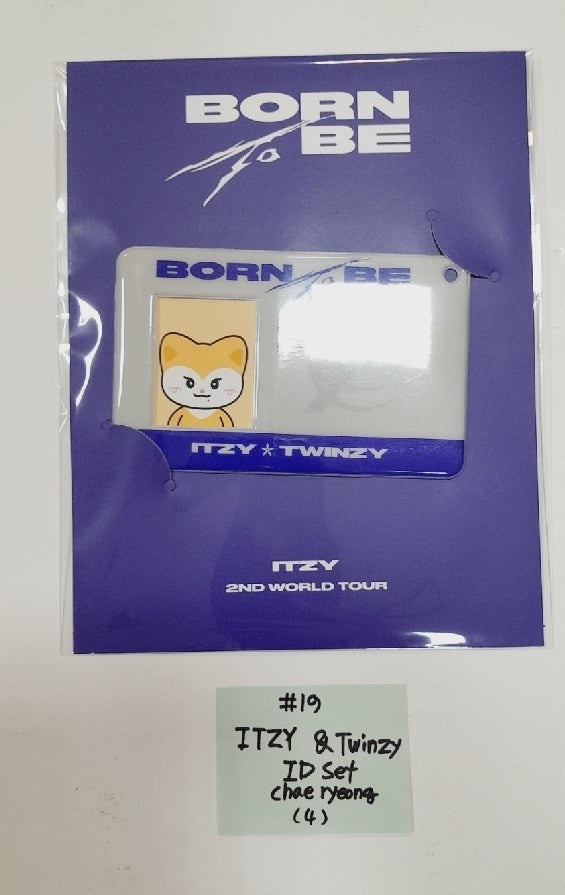 BORN
To BE
BORN To BE
ITZY ☆ TWINZY
ITZY
2ND WORLD TOUR
#19
ITZY & Twinzy
ID Set
chae ryeong
(4)